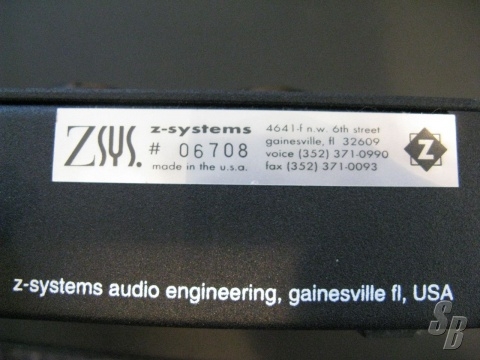 Zsys.
z-systems
# 06708
made in the u.s.a.
4641-f n.w. 6th street
gainesville, fl 32609
voice (352) 371-0990
fax (352) 371-0093
Z
z-systems audio engineering, gainesville fl, USA
SB